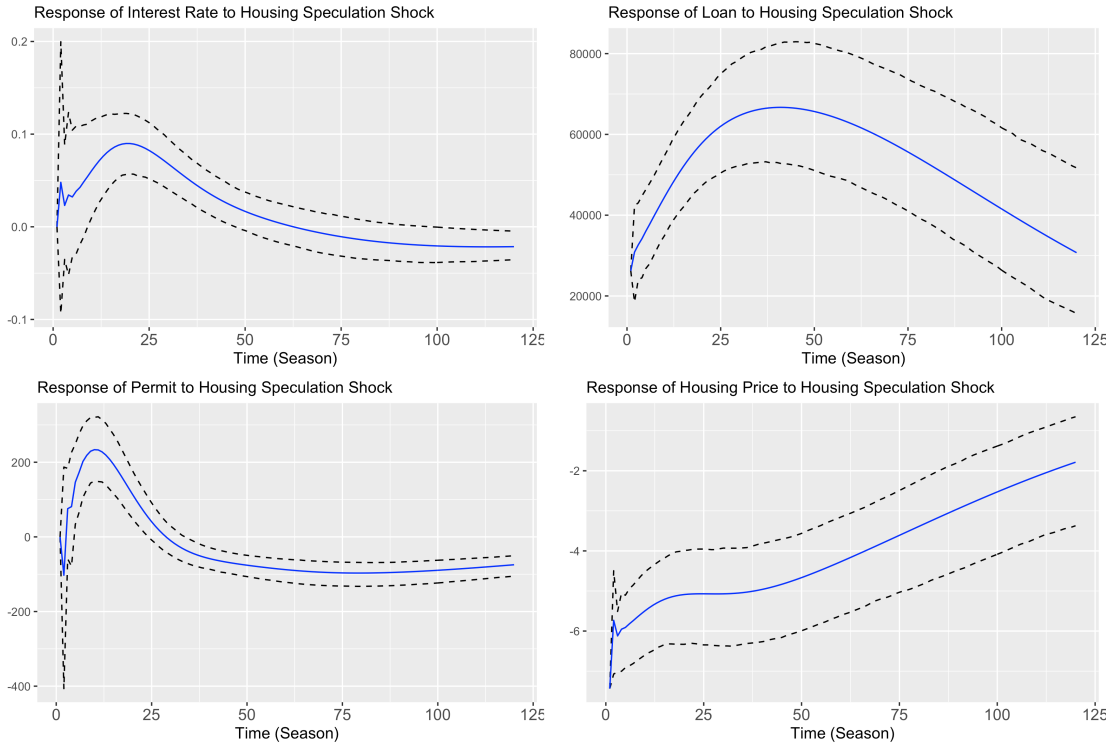 Response of Interest Rate to Housing Speculation Shock
0.2
0.1
0.0
-0.1
0 25 50 75 100 125
Time (Season)
Response of Loan to Housing Speculation Shock
80000
60000
40000
20000
0 25 50 75 100 125
Time (Season)
Response of Permit to Housing Speculation Shock
200
0
-200
-400
0 25 50 75 100 125
Time (Season)
Response of Housing Price to Housing Speculation Shock
-2
-4
-6
0 25 50 75 100 125
Time (Season)